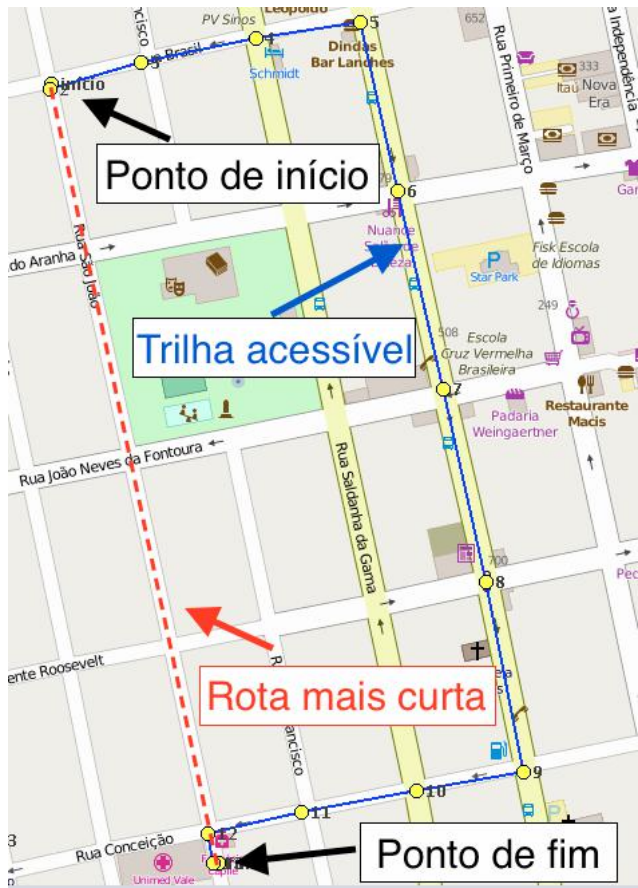 Leopoldo
PV Sinos
652
Brasil
4
5
3
Schmidt
Dindas
Bar Lanches
333
Itaú
Nova
Era
Rua Primeiro de Março
Independência
início
2
Ponto de início
6
Gar
Nuance
Rua São João
do Aranha
Star Park
Fisk Escola
de Idiomas
249
Trilha acessível
508
Escola
Cruz Vermelha
Brasileira
7
Padaria
Weingaertner
Restaurante
Macis
Rua João Neves da Fontoura
Rua Saldanha da Gama
700
8
Pec
ente Roosevelt
Rota mais curta
ancisco
9
10
11
12
3
Rua Conceição
Ponto de fim
Unimed Vale